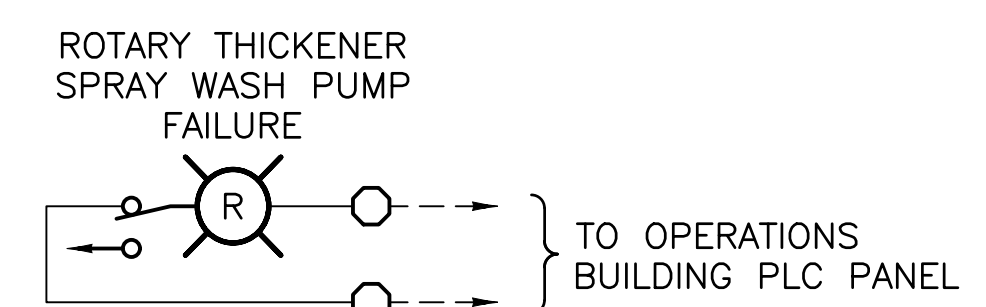 ROTARY THICKENER
SPRAY WASH PUMP
FAILURE
R
TO OPERATIONS
BUILDING PLC PANEL